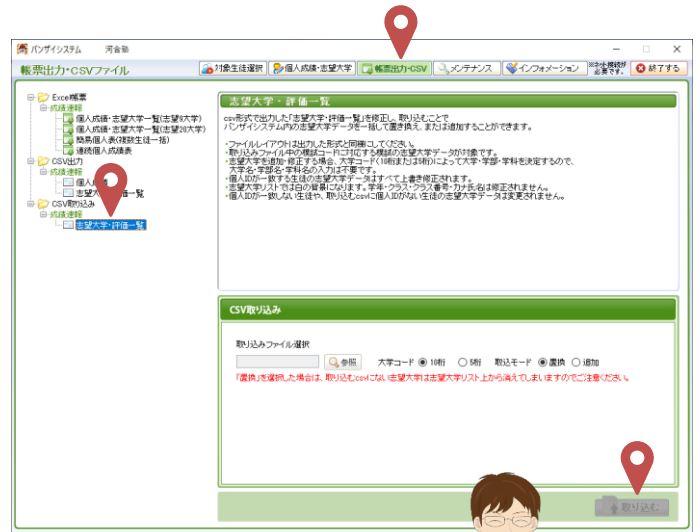 バンザイシステム 河合塾
帳票出力・CSVファイル
対象生徒選択 個人成績・志望大学 帳票出力・CSV メンテナンス インフォメーション ※ネット接続が必要です。 終了する
Excel帳票
成績速報
個人成績・志望大学一覧(志望8大学)
個人成績・志望大学一覧(志望20大学)
簡易個人表(複数生徒一括)
連続個人成績表
CSV出力
成績速報
個人成
志望大 一覧
CSV取り込み
成績速報
志望大学・評価一覧
志望大学・評価一覧
csv形式で出力した「志望大学・評価一覧」を修正し、取り込むことで
バンザイシステム内の志望大学データを一括して置き換え、または追加することができます。
・ファイルレイアウトは出力した形式と同様にしてください。
・取り込みファイル中の模試コードに対応する模試の志望大学データが対象です。
・志望大学を追加・修正する場合、大学コード(10桁または5桁)によって大学・学部・学科を決定するので、
大学名・学部名・学科名の入力は不要です。
・個人IDが一致する生徒の志望大学データはすべて上書き修正されます。
・志望大学リストでは白の背景になります。学年・クラス・クラス番号・カナ氏名は修正されません。
・個人IDが一致しない生徒や、取り込むcsvに個人IDがない生徒の志望大学データは変更されません。
CSV取り込み
取り込みファイル選択
参照 大学コード 10桁 5桁 取込モード 置換 追加
「置換」を選択した場合は、取り込むcsvにない志望大学は志望大学リスト上から消えてしまいますのでご注意ください。
取り込む